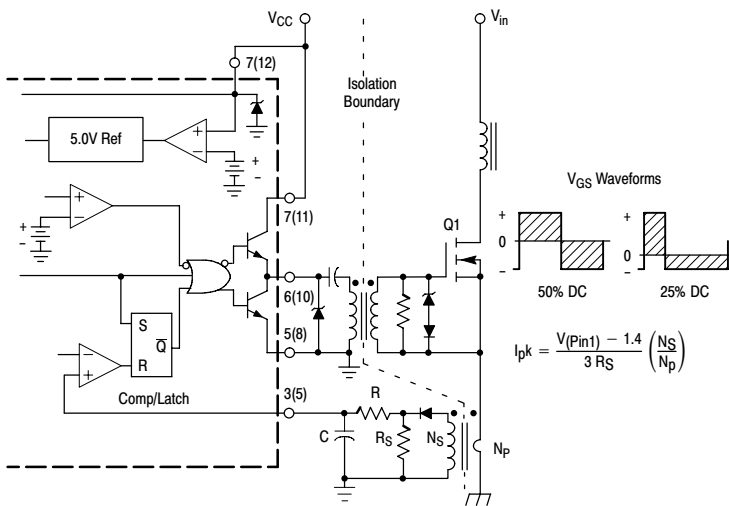 VCC
Vin
7(12)
Isolation
Boundary
5.0V Ref
+
−
+
−
+
−
+
−
7(11)
Q1
VGS Waveforms
+
0
−
+
0
−
50% DC
25% DC
6(10)
5(8)
S
Q
R
−
+
Comp/Latch
3(5)
R
C
RS
NS
NP
Ipk = V(Pin1) − 1.4 / 3 RS (NS / Np)